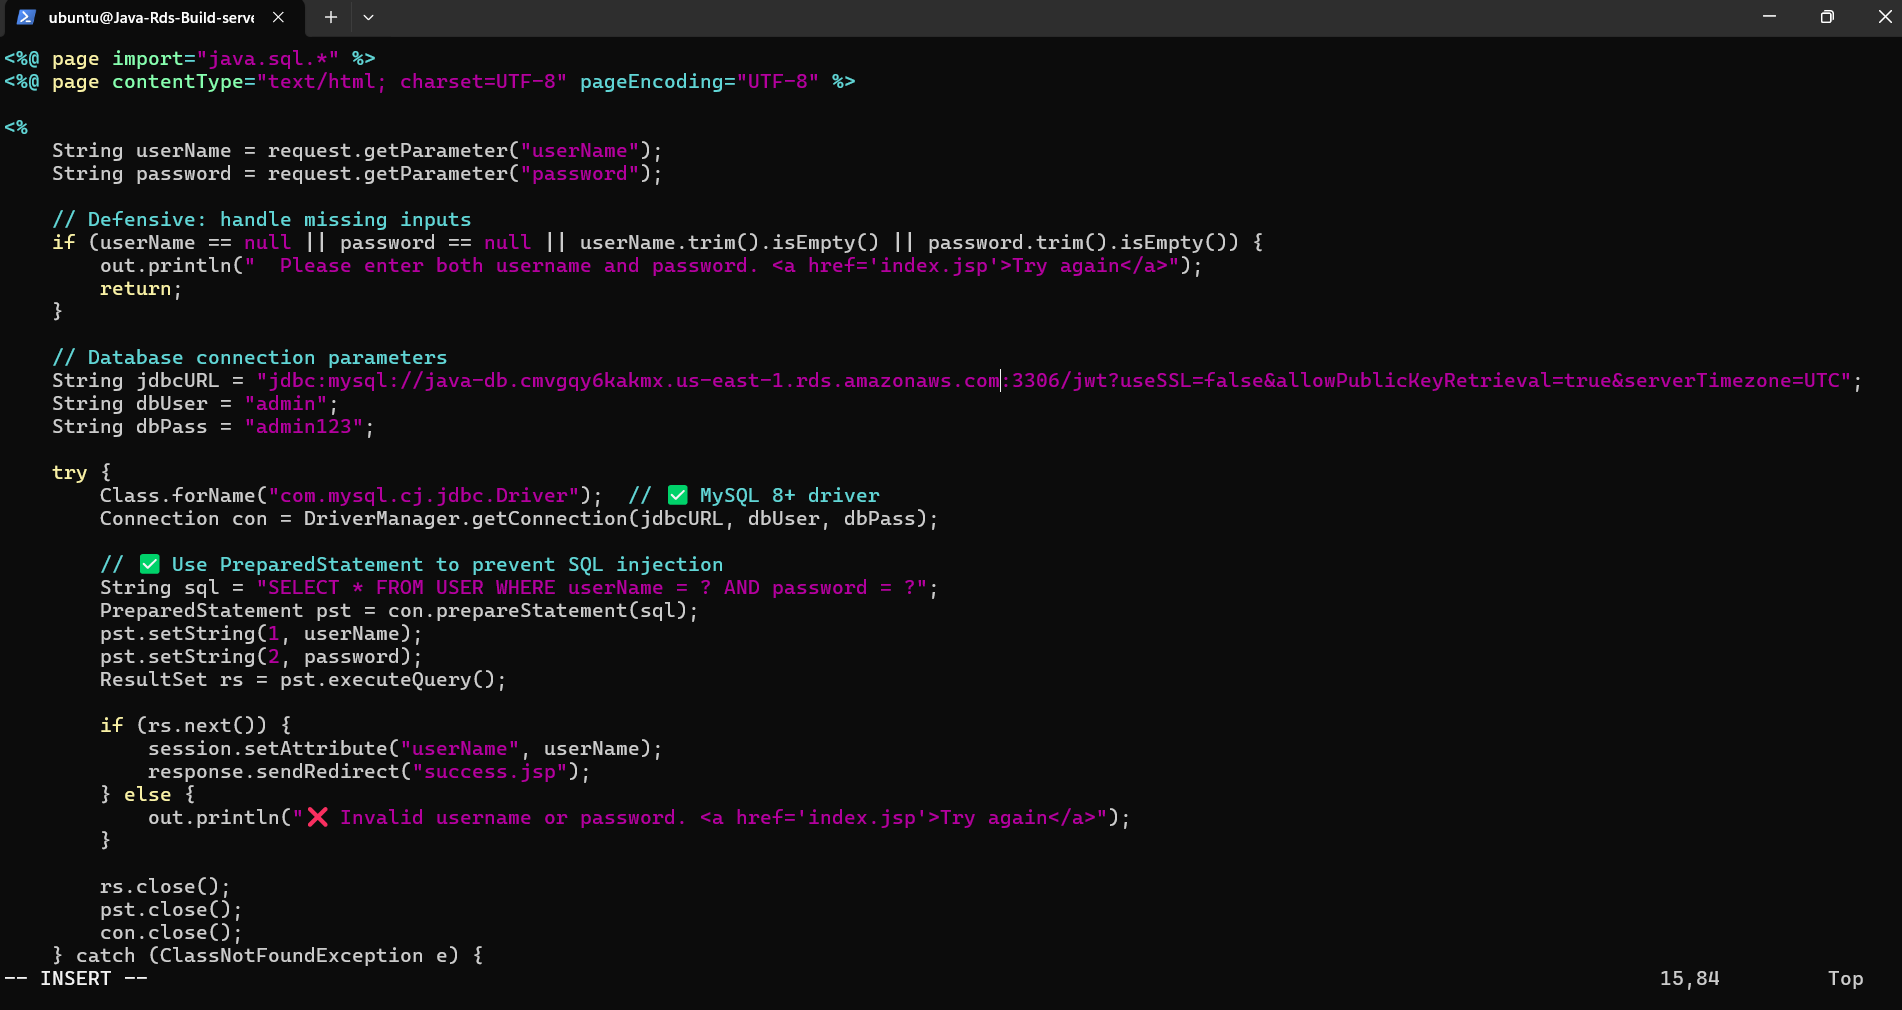 ubuntu@Java-Rds-Build-serve
<%@ page import="java.sql.*" %>
<%@ page contentType="text/html; charset=UTF-8" pageEncoding="UTF-8" %>
<%
    String userName = request.getParameter("userName");
    String password = request.getParameter("password");
    // Defensive: handle missing inputs
    if (userName == null || password == null || userName.trim().isEmpty() || password.trim().isEmpty()) {
        out.println("  Please enter both username and password. <a href='index.jsp'>Try again</a>");
        return;
    }
    // Database connection parameters
    String jdbcURL = "jdbc:mysql://java-db.cmvgqy6kakmx.us-east-1.rds.amazonaws.com:3306/jwt?useSSL=false&allowPublicKeyRetrieval=true&serverTimezone=UTC";
    String dbUser = "admin";
    String dbPass = "admin123";
    try {
        Class.forName("com.mysql.cj.jdbc.Driver");  // ✅ MySQL 8+ driver
        Connection con = DriverManager.getConnection(jdbcURL, dbUser, dbPass);
        // ✅ Use PreparedStatement to prevent SQL injection
        String sql = "SELECT * FROM USER WHERE userName = ? AND password = ?";
        PreparedStatement pst = con.prepareStatement(sql);
        pst.setString(1, userName);
        pst.setString(2, password);
        ResultSet rs = pst.executeQuery();
        if (rs.next()) {
            session.setAttribute("userName", userName);
            response.sendRedirect("success.jsp");
        } else {
            out.println("❌ Invalid username or password. <a href='index.jsp'>Try again</a>");
        }
        rs.close();
        pst.close();
        con.close();
    } catch (ClassNotFoundException e) {
-- INSERT -- 15,84 Top